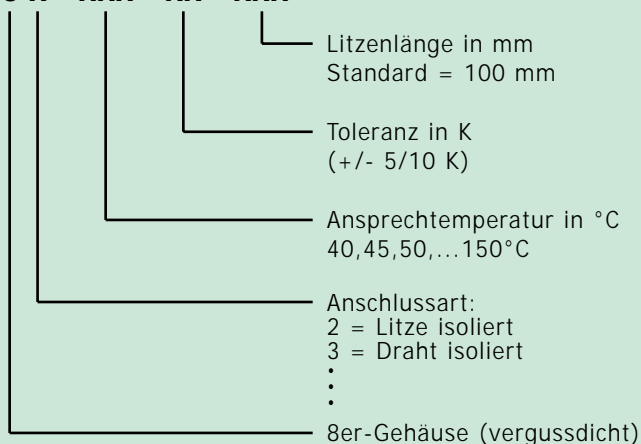 Litzenlänge in mm
Standard = 100 mm
Toleranz in K
(+/- 5/10 K)
Ansprechtemperatur in °C
40,45,50,...150°C
Anschlussart:
2 = Litze isoliert
3 = Draht isoliert
.
.
.
8er-Gehäuse (vergussdicht)